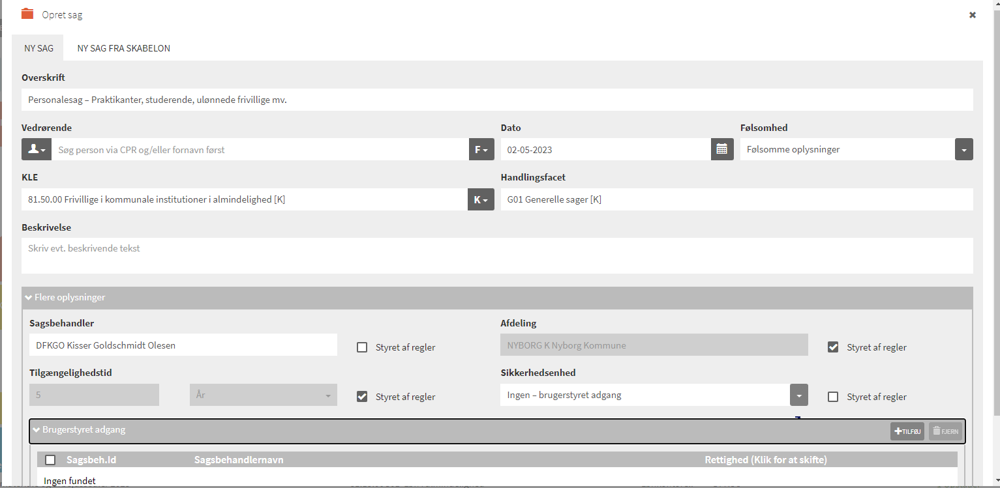 Opret sag
NY SAG NY SAG FRA SKABELON
Overskrift
Personalesag – Praktikanter, studerende, ulønnede frivillige mv.
Vedrørende Dato Følsomhed
Søg person via CPR og/eller fornavn først F 02-05-2023 Følsomme oplysninger
KLE Handlingsfacet
81.50.00 Frivillige i kommunale institutioner i almindelighed [K] K G01 Generelle sager [K]
Beskrivelse
Skriv evt. beskrivende tekst
Flere oplysninger
Sagsbehandler Afdeling
DFKGO Kisser Goldschmidt Olesen Styret af regler NYBORG K Nyborg Kommune Styret af regler
Tilgængelighedstid Sikkerhedsenhed
5 År Styret af regler Ingen – brugerstyret adgang Styret af regler
Brugerstyret adgang TILFØJ FJERN
Sagsbeh.Id Sagsbehandlernavn Rettighed (Klik for at skifte)
Ingen fundet